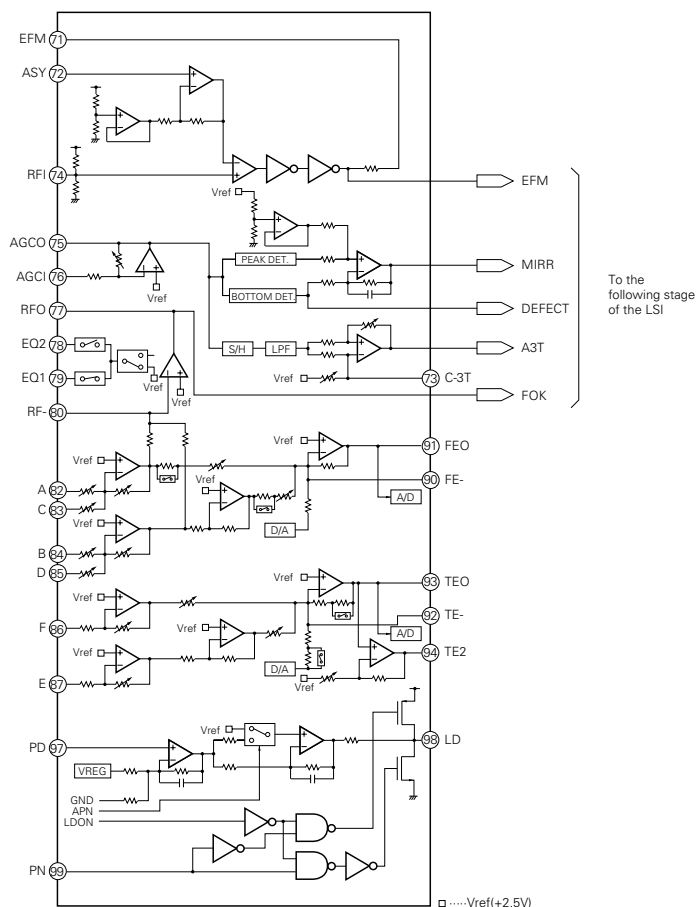 EFM 71
ASY 72
RFI 74
Vref
EFM
AGCO 75
PEAK DET.
MIRR
AGCI 76
Vref
BOTTOM DET.
DEFECT
To the
following stage
of the LSI
RFO 77
EQ2 78
S/H
LPF
A3T
EQ1 79
Vref
Vref
Vref
73 C-3T
FOK
RF- 80
Vref
91 FEO
Vref
90 FE-
A 82
Vref
A/D
C 83
Vref
D/A
B 84
D 85
Vref
93 TEO
Vref
92 TE-
F 86
Vref
A/D
Vref
D/A
94 TE2
E 87
Vref
Vref
PD 97
98 LD
VREG
GND
APN
LDON
PN 99
·····Vref(+2.5V)